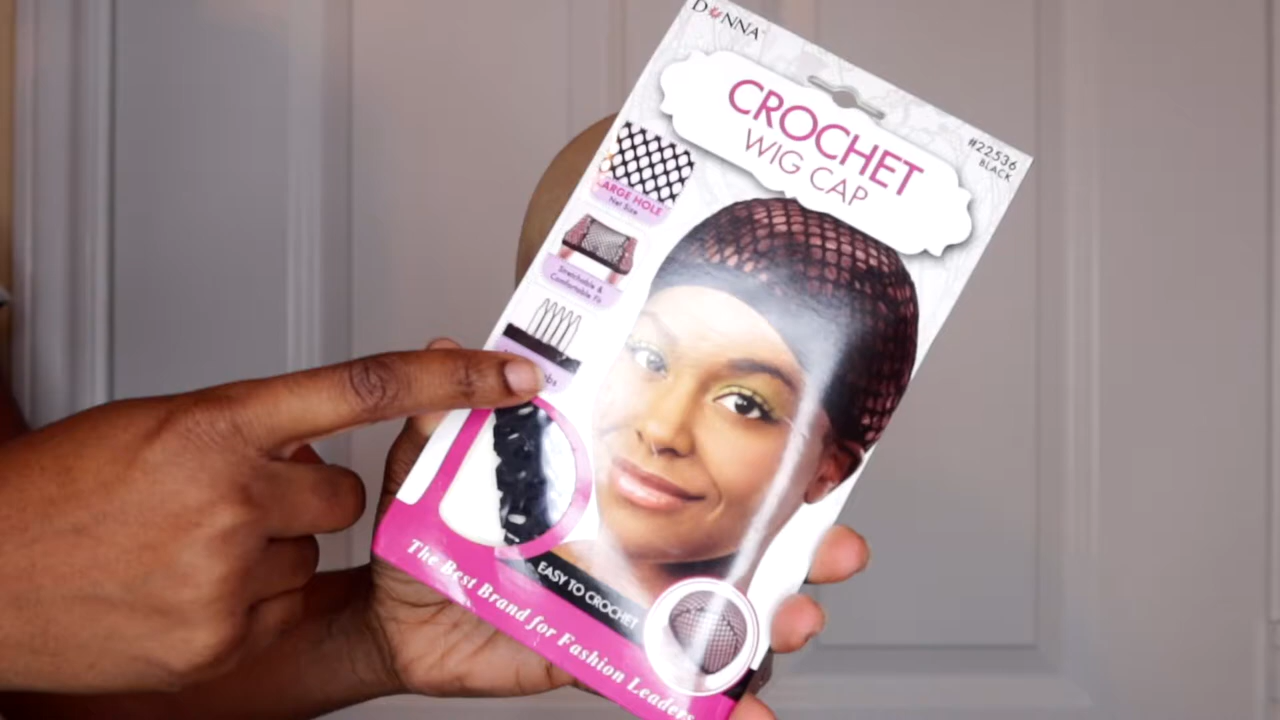 DONNA
CROCHET
WIG CAP
#22536
BLACK
LARGE HOLE
Net Size
Stretchable &
Comfortable Fit
EASY TO CROCHET
The Best Brand for Fashion Leaders